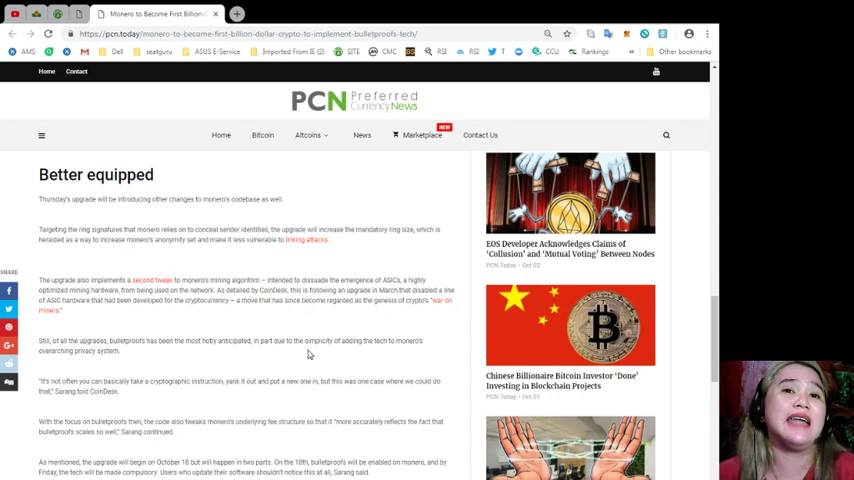 Monero to Become First Billion-
https://pcn.today/monero-to-become-first-billion-dollar-crypto-to-implement-bulletproofs-tech/
AMS
Dell
seatguru
ASUS E-Service
Imported From IE (2)
SITE
CMC
RSI
RSI
T
CCU
Rankings
Other bookmarks
Home
Contact
PCN Preferred
Currency News
NEW
Home
Bitcoin
Altcoins
News
Marketplace
Contact Us
Better equipped
Thursday's upgrade will be introducing other changes to monero's codebase as well.
Targeting the ring signatures that monero relies on to conceal sender identities, the upgrade will increase the mandatory ring size, which is
heralded as a way to increase monero's anonymity set and make it less vulnerable to linking attacks.
The upgrade also implements a second tweak to monero's mining algorithm – intended to dissuade the emergence of ASICs, a highly
optimized mining hardware, from being used on the network. As detailed by CoinDesk, this is following an upgrade in March that disabled a line
of ASIC hardware that had been developed for the cryptocurrency – a move that has since become regarded as the genesis of crypto's "war on
miners."
Still, of all the upgrades, bulletproofs has been the most hotly anticipated, in part due to the simplicity of adding the tech to monero's
overarching privacy system.
"It's not often you can basically take a cryptographic instruction, yank it out and put a new one in, but this was one case where we could do
that," Sarang told CoinDesk.
With the focus on bulletproofs then, the code also tweaks monero's underlying fee structure so that it "more accurately reflects the fact that
bulletproofs scales so well," Sarang continued.
As mentioned, the upgrade will begin on October 18 but will happen in two parts. On the 18th, bulletproofs will be enabled on monero, and by
Friday, the tech will be made compulsory. Users who update their software shouldn't notice this at all, Sarang said.
SHARE
EOS Developer Acknowledges Claims of
'Collusion' and 'Mutual Voting' Between Nodes
PCN.Today - Oct 02
Chinese Billionaire Bitcoin Investor 'Done'
Investing in Blockchain Projects
PCN.Today - Oct 01